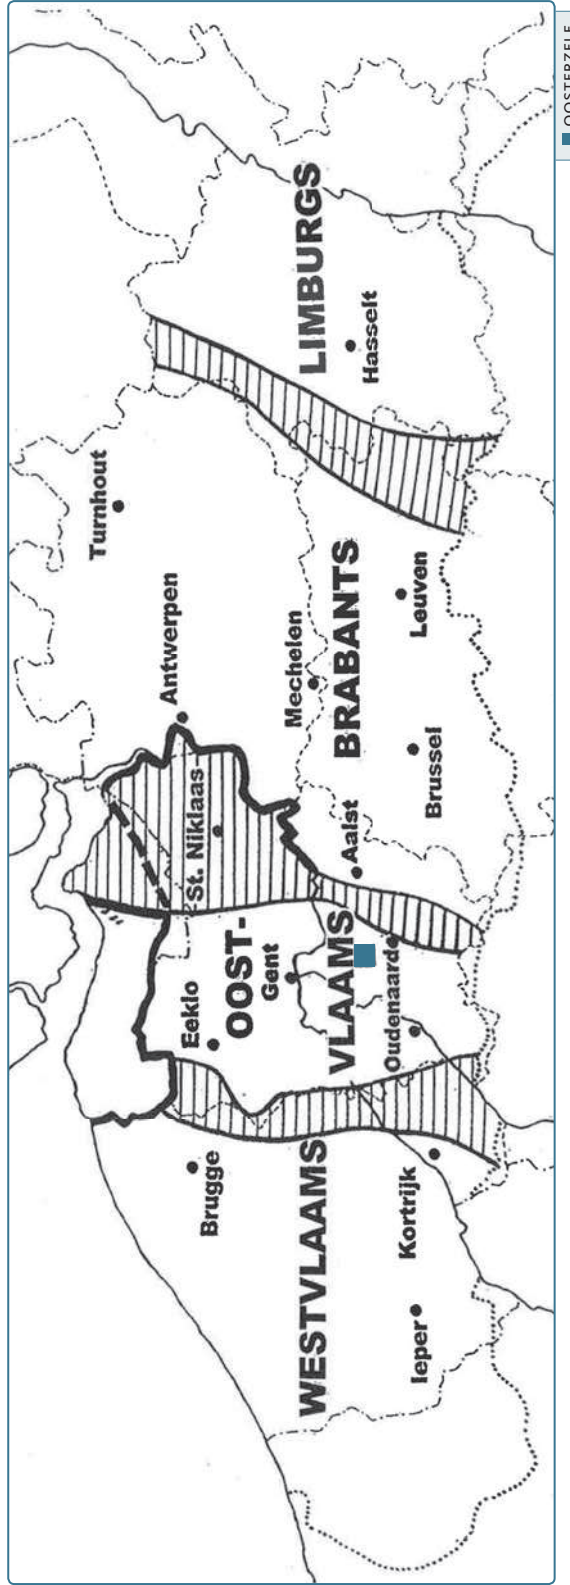 Turnhout
Antwerpen
St. Niklaas
Eeklo
Brugge
OOST-
Gent
Mechelen
LIMBURGS
WESTVLAAMS
VLAAMS
BRABANTS
Aalst
Hasselt
Oudenaarde
Kortrijk
Ieper
Brussel
Leuven
OOSTERZELE